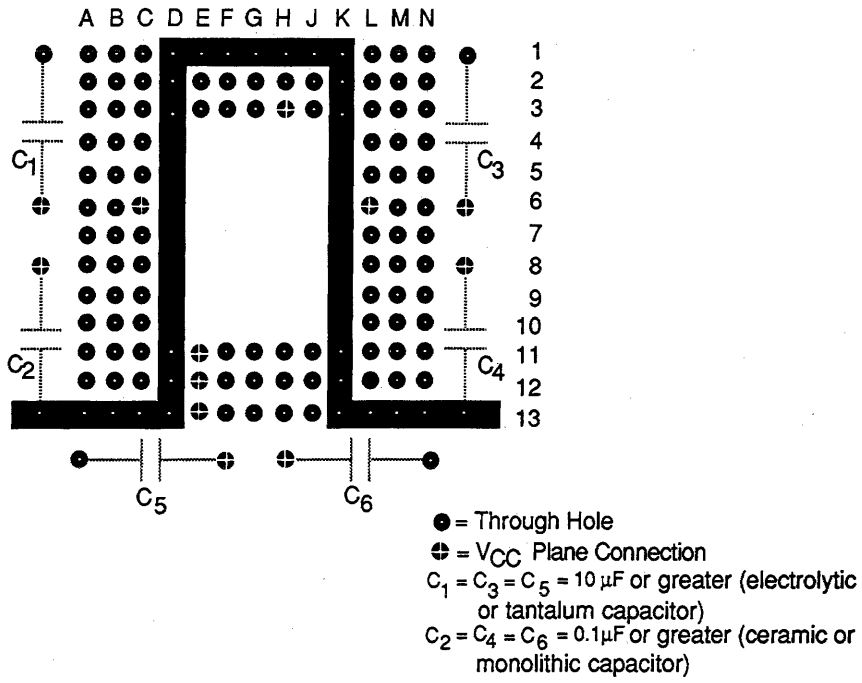 A B C D E F G H J K L M N
1
2
3
4
5
6
7
8
9
10
11
12
13
C1
C3
C2
C4
C5
C6
= Through Hole
= VCC Plane Connection
C1 = C3 = C5 = 10 µF or greater (electrolytic
or tantalum capacitor)
C2 = C4 = C6 = 0.1µF or greater (ceramic or
monolithic capacitor)